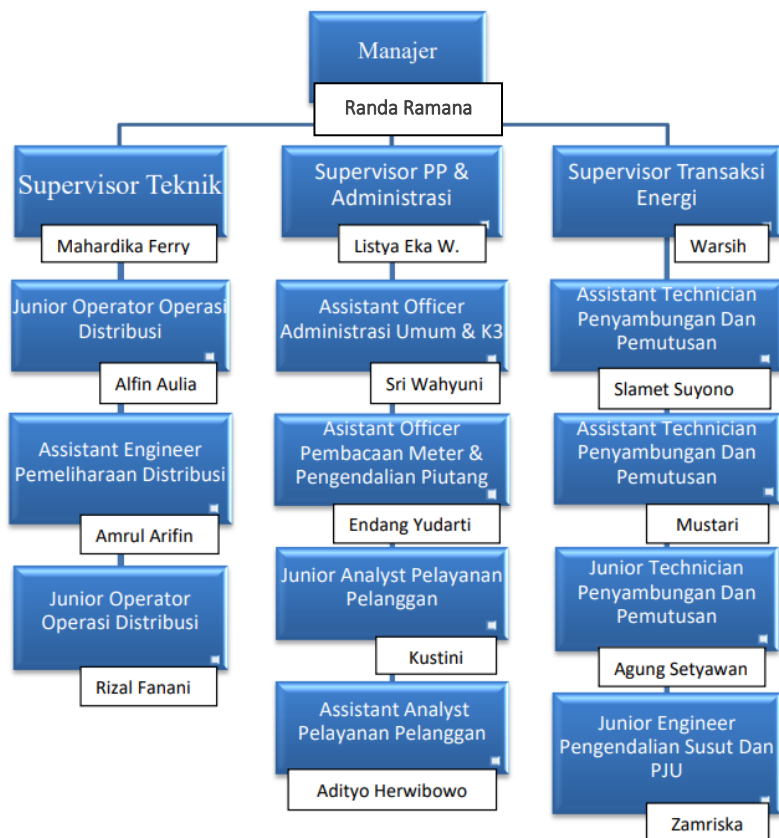 Manajer
Randa Ramana
Supervisor Teknik
Mahardika Ferry
Junior Operator Operasi
Distribusi
Alfin Aulia
Assistant Engineer
Pemeliharaan Distribusi
Amrul Arifin
Junior Operator
Operasi Distribusi
Rizal Fanani
Supervisor PP &
Administrasi
Listya Eka W.
Assistant Officer
Administrasi Umum & K3
Sri Wahyuni
Asistant Officer
Pembacaan Meter &
Pengendalian Piutang
Endang Yudarti
Junior Analyst Pelayanan
Pelanggan
Kustini
Assistant Analyst
Pelayanan Pelanggan
Adityo Herwibowo
Supervisor Transaksi
Energi
Warsih
Assistant Technician
Penyambungan Dan
Pemutusan
Slamet Suyono
Assistant Technician
Penyambungan Dan
Pemutusan
Mustari
Junior Technician
Penyambungan Dan
Pemutusan
Agung Setyawan
Junior Engineer
Pengendalian Susut Dan
PJU
Zamriska